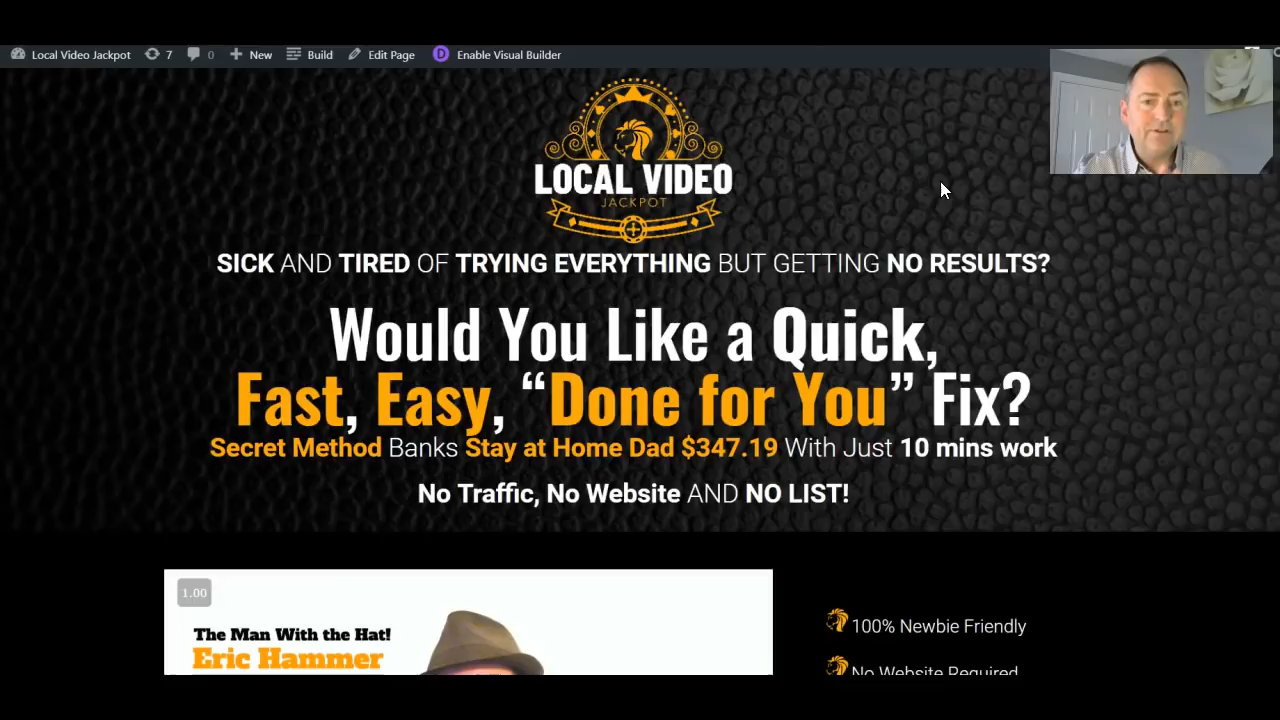 Local Video Jackpot 7 0 New Build Edit Page D Enable Visual Builder
LOCAL VIDEO
JACKPOT
SICK AND TIRED OF TRYING EVERYTHING BUT GETTING NO RESULTS?
Would You Like a Quick,
Fast, Easy, “Done for You” Fix?
Secret Method Banks Stay at Home Dad $347.19 With Just 10 mins work
No Traffic, No Website AND NO LIST!
1.00
The Man With the Hat!
Eric Hammer
100% Newbie Friendly
No Website Required